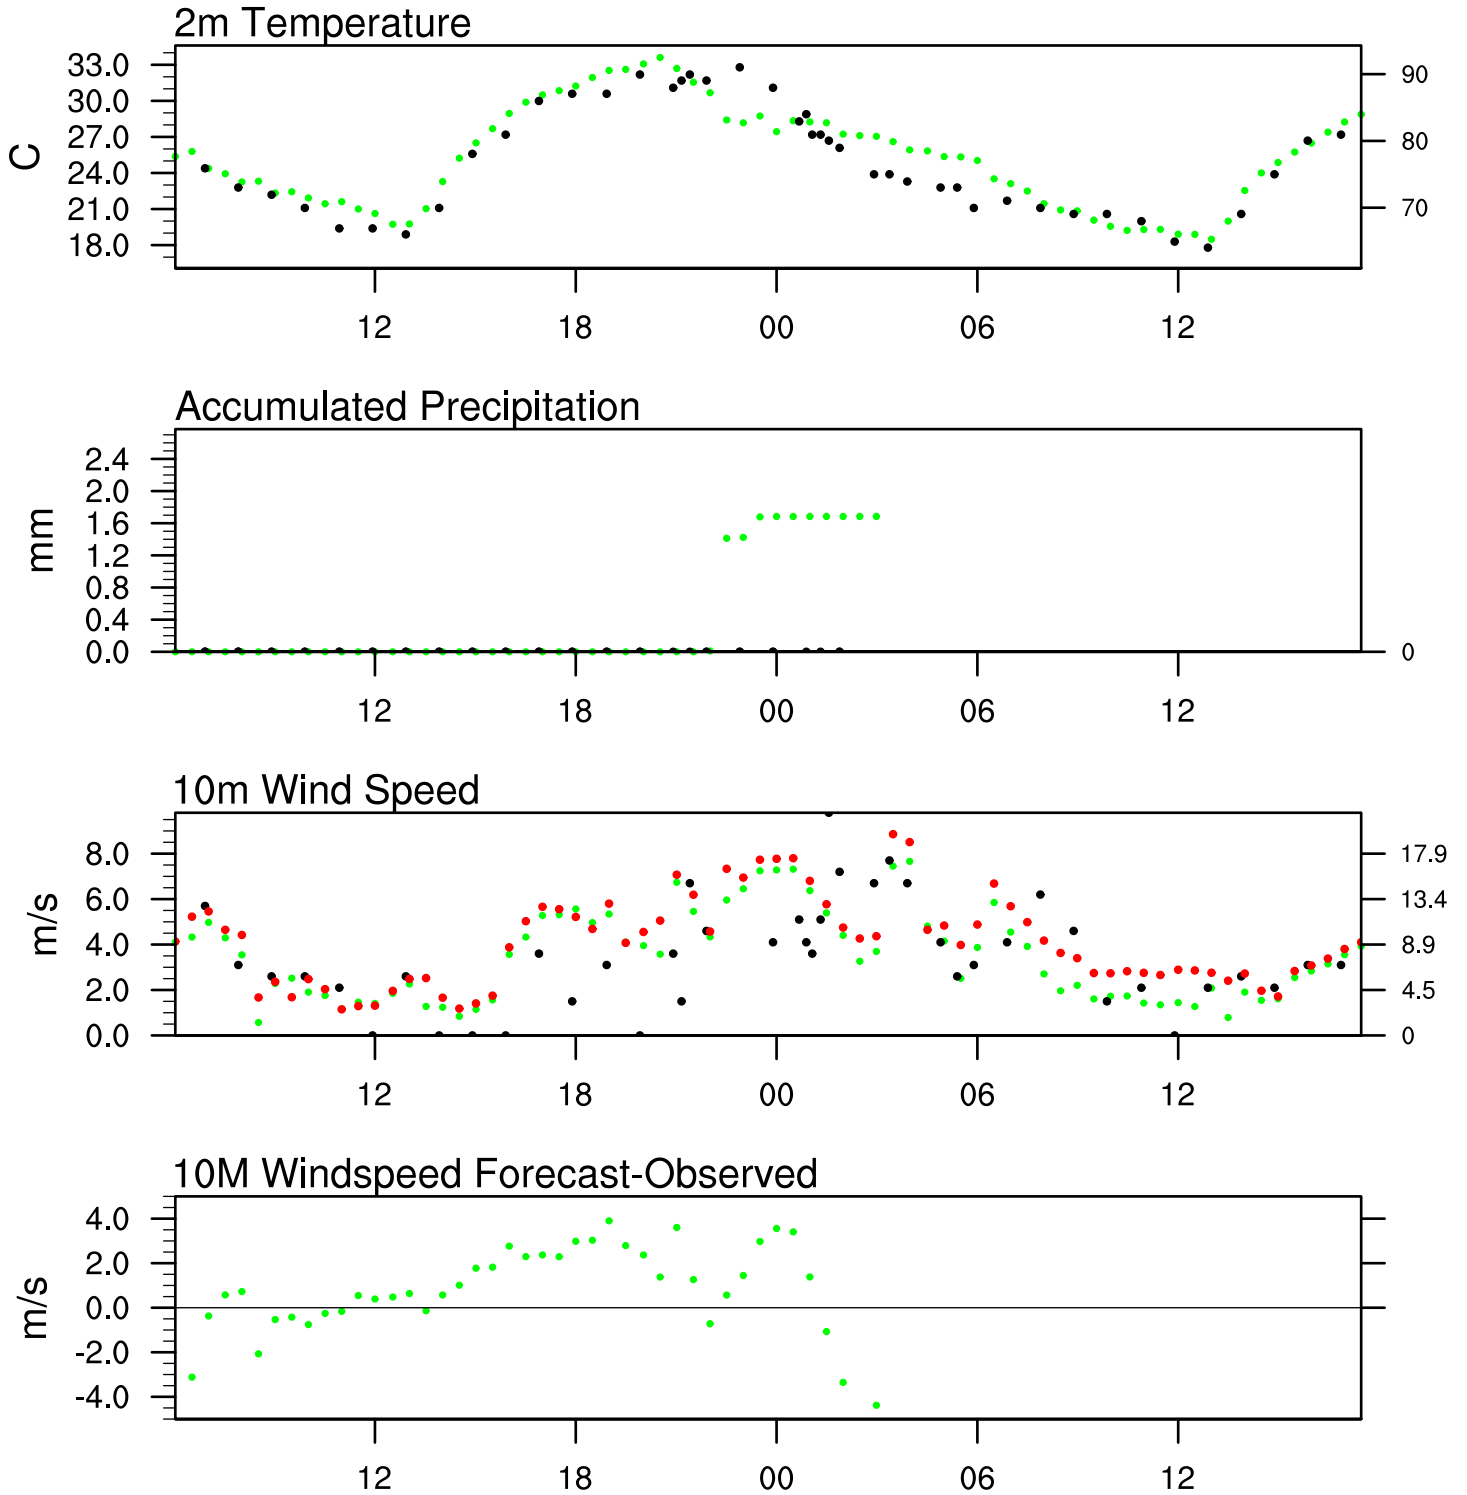 2m Temperature
33.0
30.0
27.0
24.0
21.0
18.0
C
90
80
70
12 18 00 06 12
Accumulated Precipitation
2.4
2.0
1.6
1.2
0.8
0.4
0.0
mm
0
12 18 00 06 12
10m Wind Speed
8.0
6.0
4.0
2.0
0.0
m/s
17.9
13.4
8.9
4.5
0
12 18 00 06 12
10M Windspeed Forecast-Observed
4.0
2.0
0.0
-2.0
-4.0
m/s
12 18 00 06 12